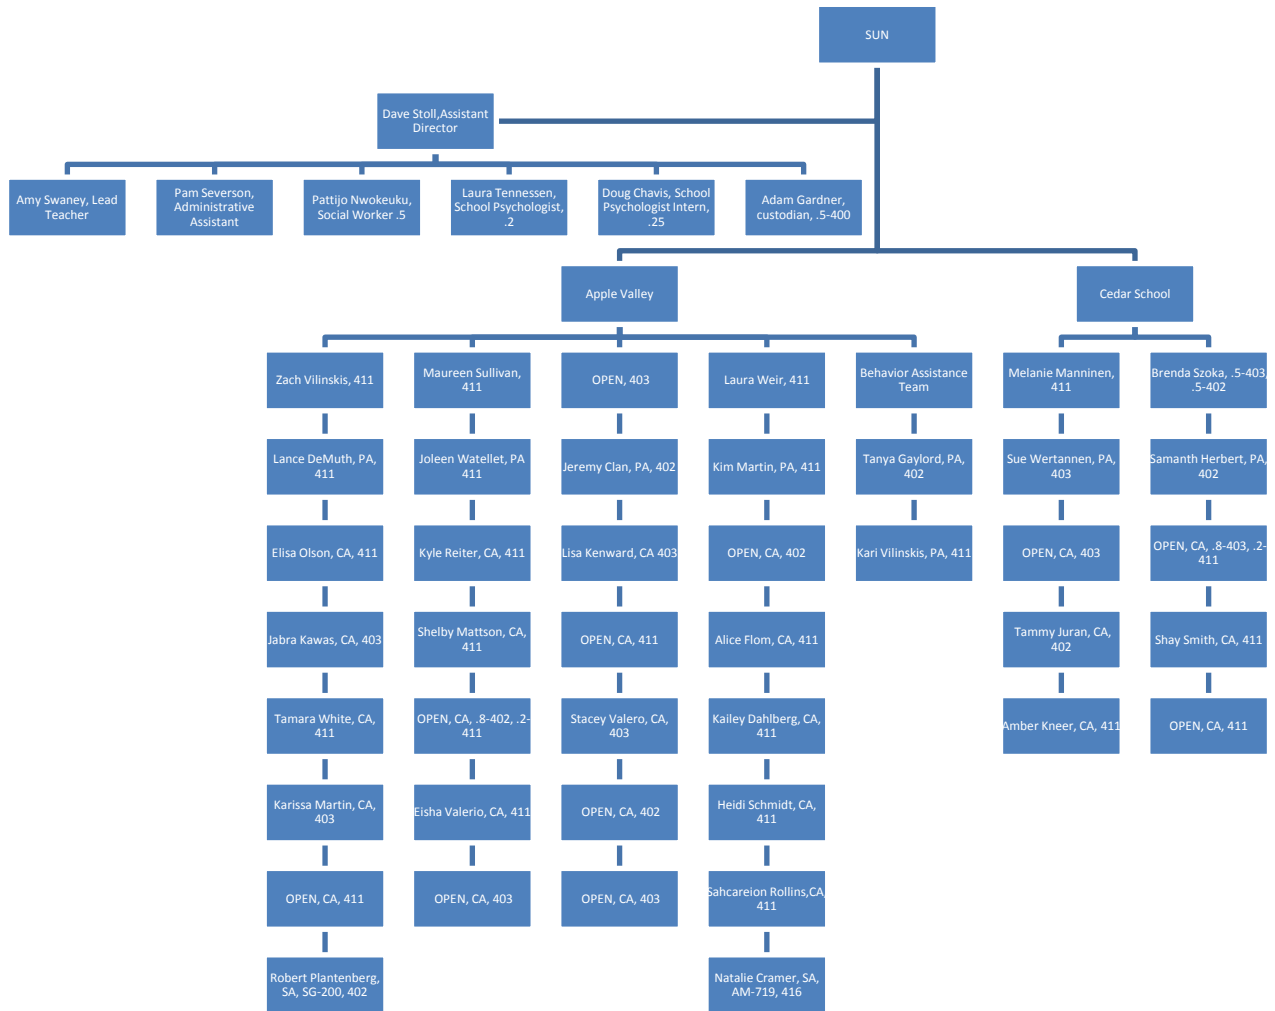 SUN
Dave Stoll,Assistant
Director
Amy Swaney, Lead
Teacher
Pam Severson,
Administrative
Assistant
Pattijo Nwokeuku,
Social Worker .5
Laura Tennessen,
School Psychologist,
.2
Doug Chavis, School
Psychologist Intern,
.25
Adam Gardner,
custodian, .5-400
Apple Valley
Cedar School
Zach Vilinskis, 411
Lance DeMuth, PA,
411
Elisa Olson, CA, 411
Jabra Kawas, CA, 403
Tamara White, CA,
411
Karissa Martin, CA,
403
OPEN, CA, 411
Robert Plantenberg,
SA, SG-200, 402
Maureen Sullivan,
411
Joleen Watellet, PA
411
Kyle Reiter, CA, 411
Shelby Mattson, CA,
411
OPEN, CA, .8-402, .2-
411
Eisha Valerio, CA, 411
OPEN, CA, 403
OPEN, 403
Jeremy Clan, PA, 402
Lisa Kenward, CA 403
OPEN, CA, 411
Stacey Valero, CA,
403
OPEN, CA, 402
OPEN, CA, 403
Laura Weir, 411
Kim Martin, PA, 411
OPEN, CA, 402
Alice Flom, CA, 411
Kailey Dahlberg, CA,
411
Heidi Schmidt, CA,
411
Sahcareion Rollins,CA,
411
Natalie Cramer, SA,
AM-719, 416
Behavior Assistance
Team
Tanya Gaylord, PA,
402
Kari Vilinskis, PA, 411
Melanie Manninen,
411
Sue Wertannen, PA,
403
OPEN, CA, 403
Tammy Juran, CA,
402
Amber Kneer, CA, 411
Brenda Szoka, .5-403,
.5-402
Samanth Herbert, PA,
402
OPEN, CA, .8-403, .2-
411
Shay Smith, CA, 411
OPEN, CA, 411